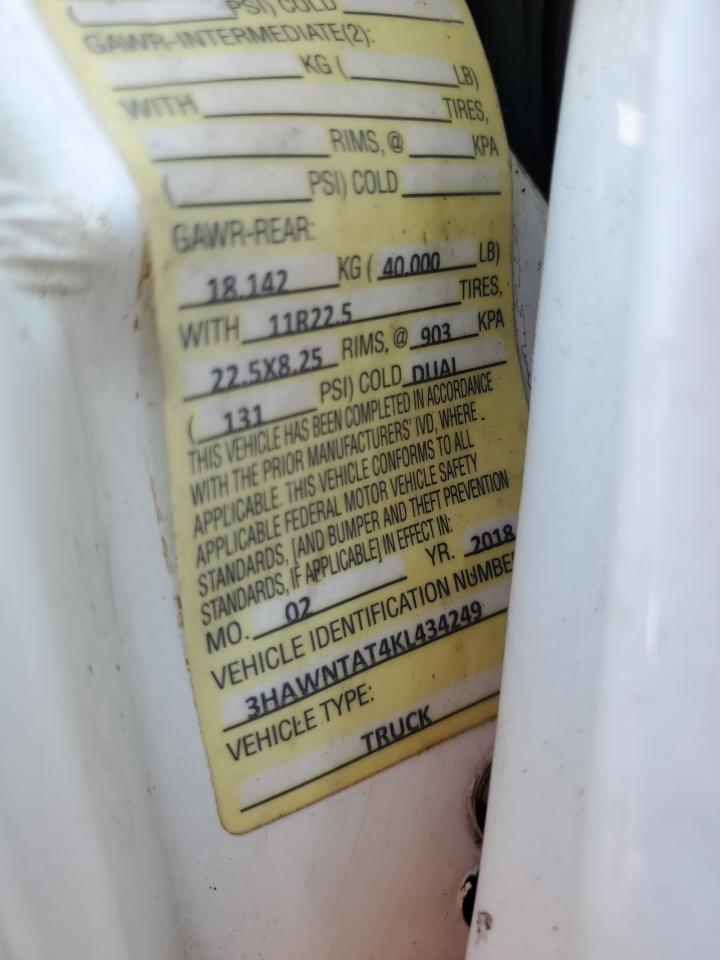 ( PSI) COLD
GAWR-INTERMEDIATE(2):
KG ( LB)
WITH TIRES,
RIMS, @ KPA
( PSI) COLD
GAWR-REAR:
18.142 KG ( 40.000 LB)
WITH 11R22.5 TIRES,
22.5X8.25 RIMS, @ 903 KPA
( 131 PSI) COLD DUAL
THIS VEHICLE HAS BEEN COMPLETED IN ACCORDANCE
WITH THE PRIOR MANUFACTURERS' IVD, WHERE
APPLICABLE. THIS VEHICLE CONFORMS TO ALL
APPLICABLE FEDERAL MOTOR VEHICLE SAFETY
STANDARDS, [AND BUMPER AND THEFT PREVENTION
STANDARDS, IF APPLICABLE] IN EFFECT IN:
MO. 02 YR. 2018
VEHICLE IDENTIFICATION NUMBE
3HAWNTAT4KL434249
VEHICLE TYPE:
TRUCK